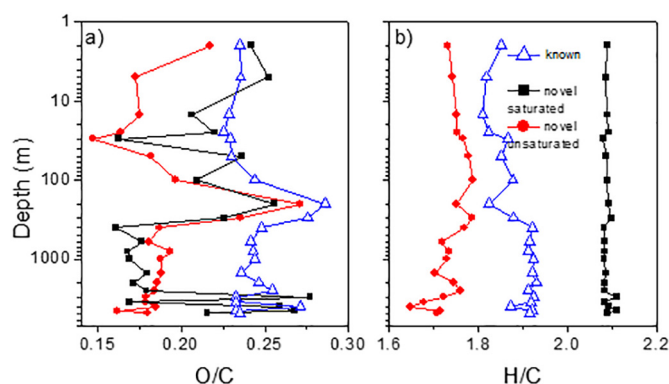 a)
b)
1
10
100
1000
Depth (m)
0.15
0.20
0.25
0.30
O/C
known
novel
saturated
novel
unsaturated
1.6
1.8
2.0
2.2
H/C